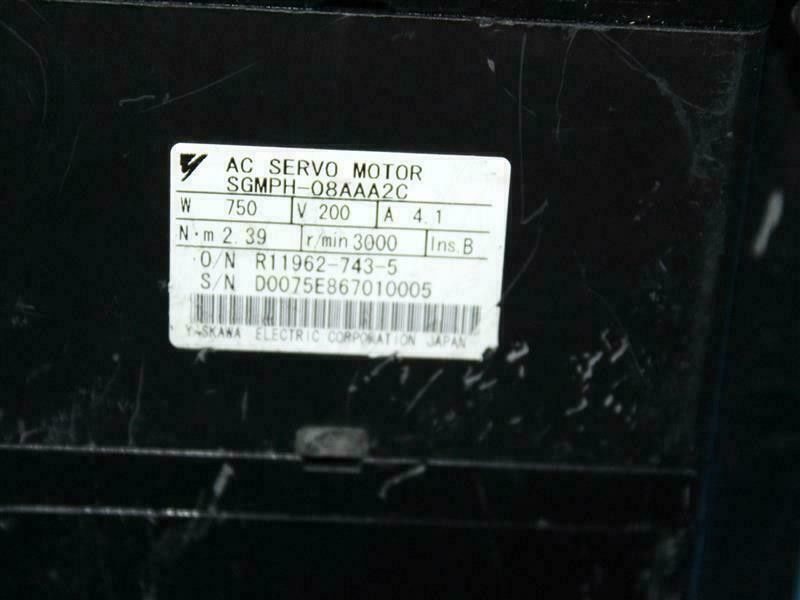 AC SERVO MOTOR
SGMPH-08AAA2C
W 750 V 200 A 4.1
N·m 2.39 r/min 3000 Ins.B
O/N R11962-743-5
S/N D0075E867010005
YASKAWA ELECTRIC CORPORATION JAPAN